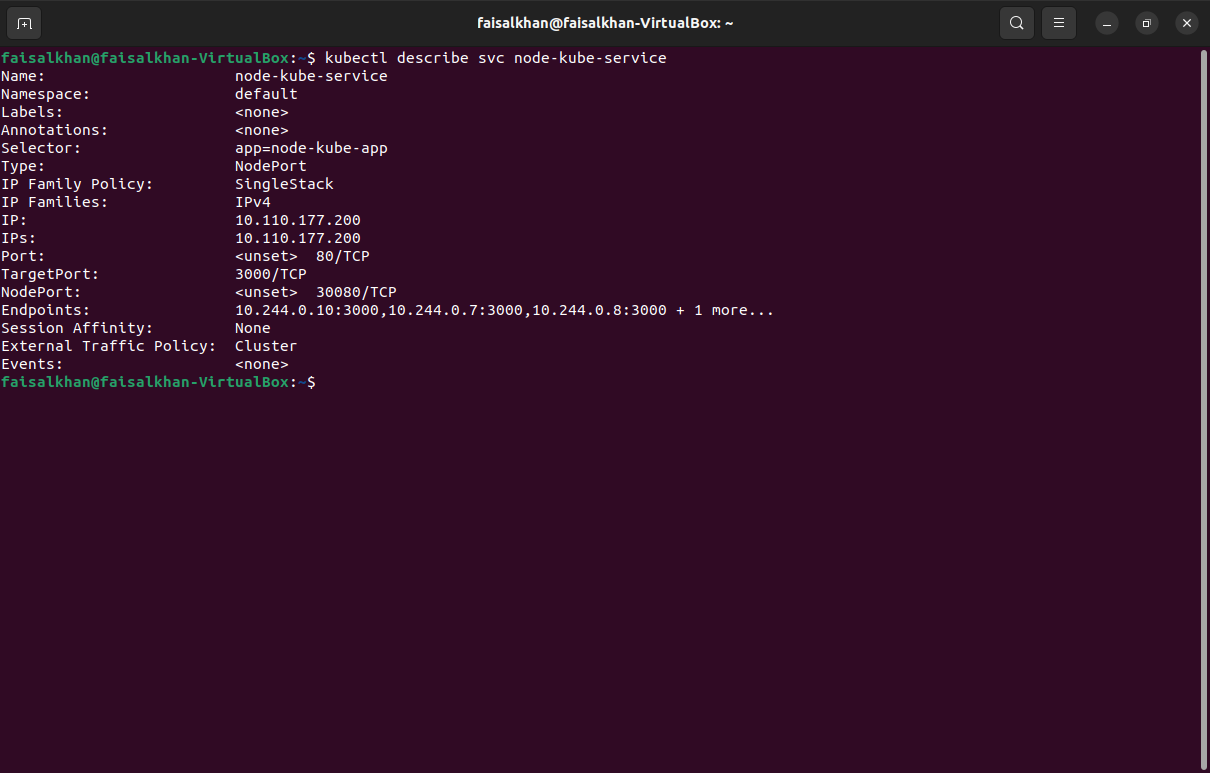 faisalkhan@faisalkhan-VirtualBox: ~
faisalkhan@faisalkhan-VirtualBox:~$ kubectl describe svc node-kube-service
Name:                     node-kube-service
Namespace:                default
Labels:                   <none>
Annotations:              <none>
Selector:                 app=node-kube-app
Type:                     NodePort
IP Family Policy:         SingleStack
IP Families:              IPv4
IP:                       10.110.177.200
IPs:                      10.110.177.200
Port:                     <unset>  80/TCP
TargetPort:               3000/TCP
NodePort:                 <unset>  30080/TCP
Endpoints:                10.244.0.10:3000,10.244.0.7:3000,10.244.0.8:3000 + 1 more...
Session Affinity:         None
External Traffic Policy:  Cluster
Events:                   <none>
faisalkhan@faisalkhan-VirtualBox:~$